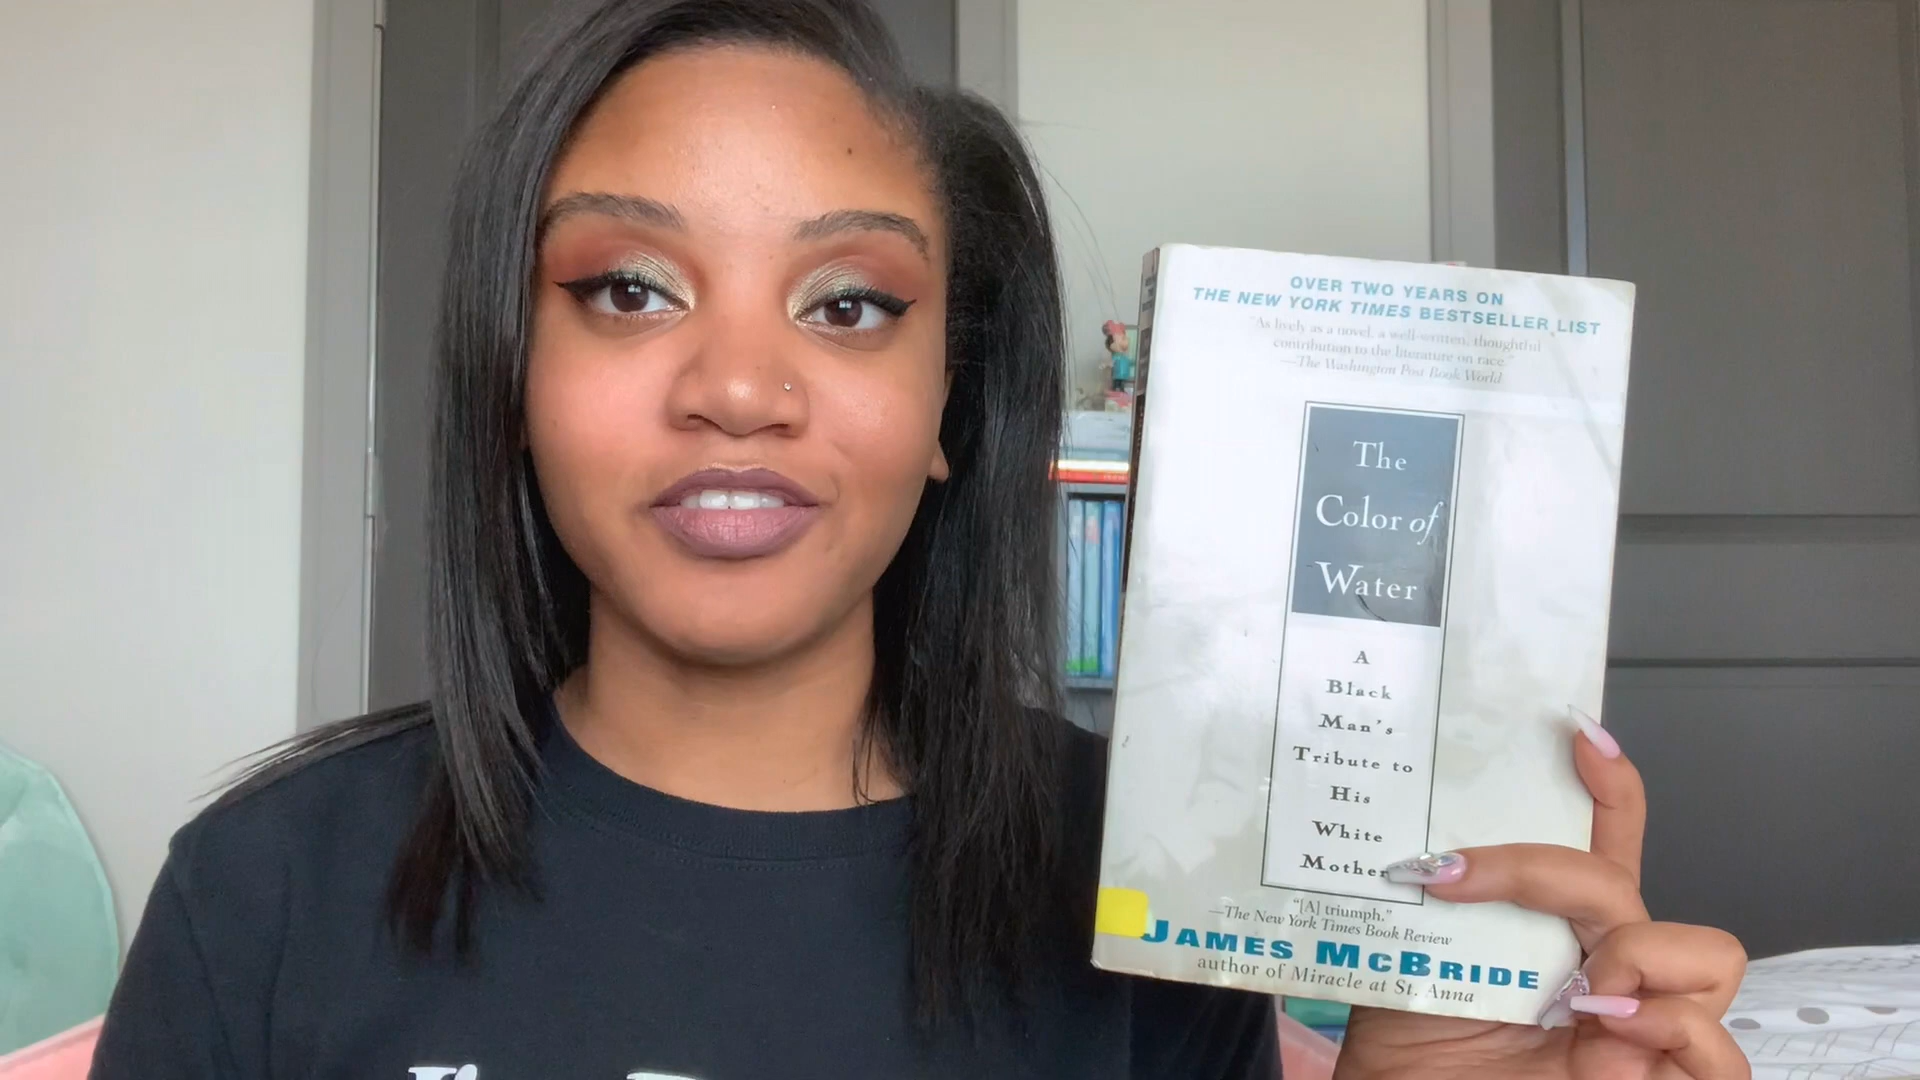 OVER TWO YEARS ON
THE NEW YORK TIMES BESTSELLER LIST
"As lively as a novel, a well-written, thoughtful
contribution to the literature on race."
—The Washington Post Book World
The
Color of
Water
A
Black
Man's
Tribute to
His
White
Mother
"[A] triumph."
—The New York Times Book Review
JAMES MCBRIDE
author of Miracle at St. Anna